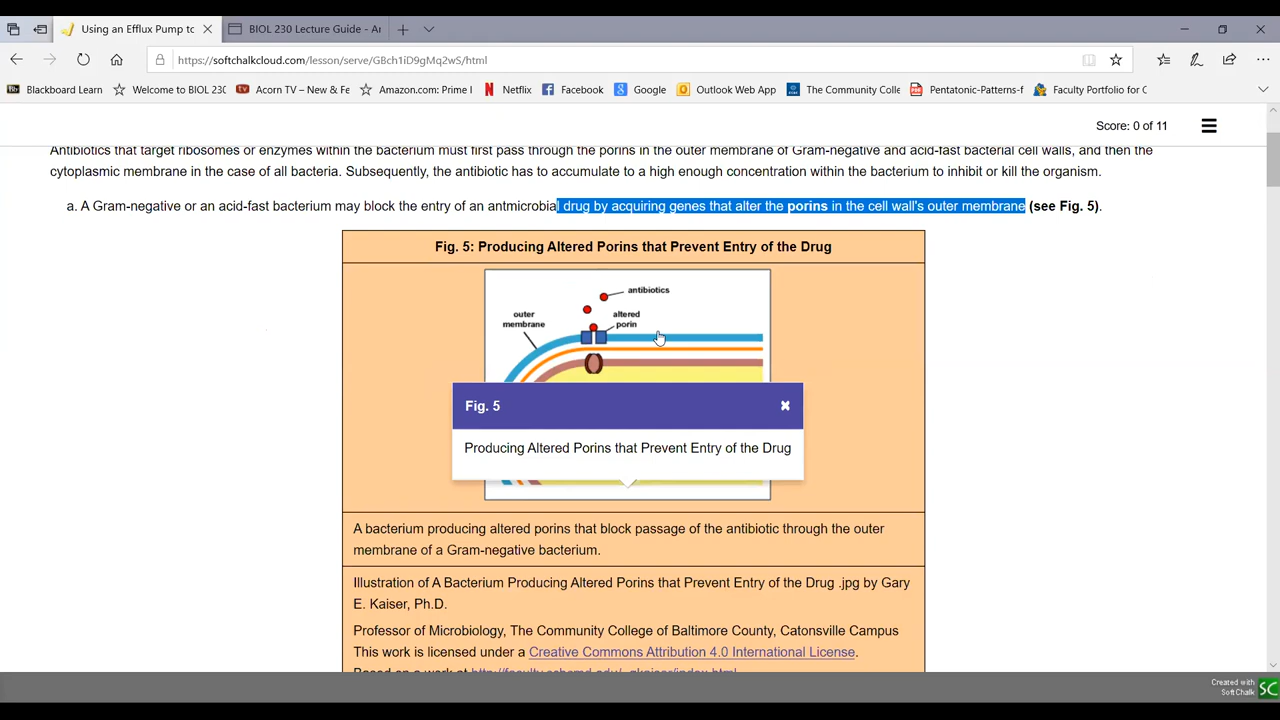 Using an Efflux Pump to
BIOL 230 Lecture Guide - Ar
https://softchalkcloud.com/lesson/serve/GBch1iD9gMq2wS/html
Blackboard Learn
Welcome to BIOL 23
Acorn TV – New & Fe
Amazon.com: Prime I
Netflix
Facebook
Google
Outlook Web App
The Community Colle
Pentatonic-Patterns-f
Faculty Portfolio for C
Score: 0 of 11
Antibiotics that target ribosomes or enzymes within the bacterium must first pass through the porins in the outer membrane of Gram-negative and acid-fast bacterial cell walls, and then the
cytoplasmic membrane in the case of all bacteria. Subsequently, the antibiotic has to accumulate to a high enough concentration within the bacterium to inhibit or kill the organism.
a. A Gram-negative or an acid-fast bacterium may block the entry of an antmicrobial drug by acquiring genes that alter the porins in the cell wall's outer membrane (see Fig. 5).
Fig. 5: Producing Altered Porins that Prevent Entry of the Drug
antibiotics
outer
membrane
altered
porin
Fig. 5
Producing Altered Porins that Prevent Entry of the Drug
A bacterium producing altered porins that block passage of the antibiotic through the outer
membrane of a Gram-negative bacterium.
Illustration of A Bacterium Producing Altered Porins that Prevent Entry of the Drug .jpg by Gary
E. Kaiser, Ph.D.
Professor of Microbiology, The Community College of Baltimore County, Catonsville Campus
This work is licensed under a Creative Commons Attribution 4.0 International License.
Based on a work at
Created with
SoftChalk
SC